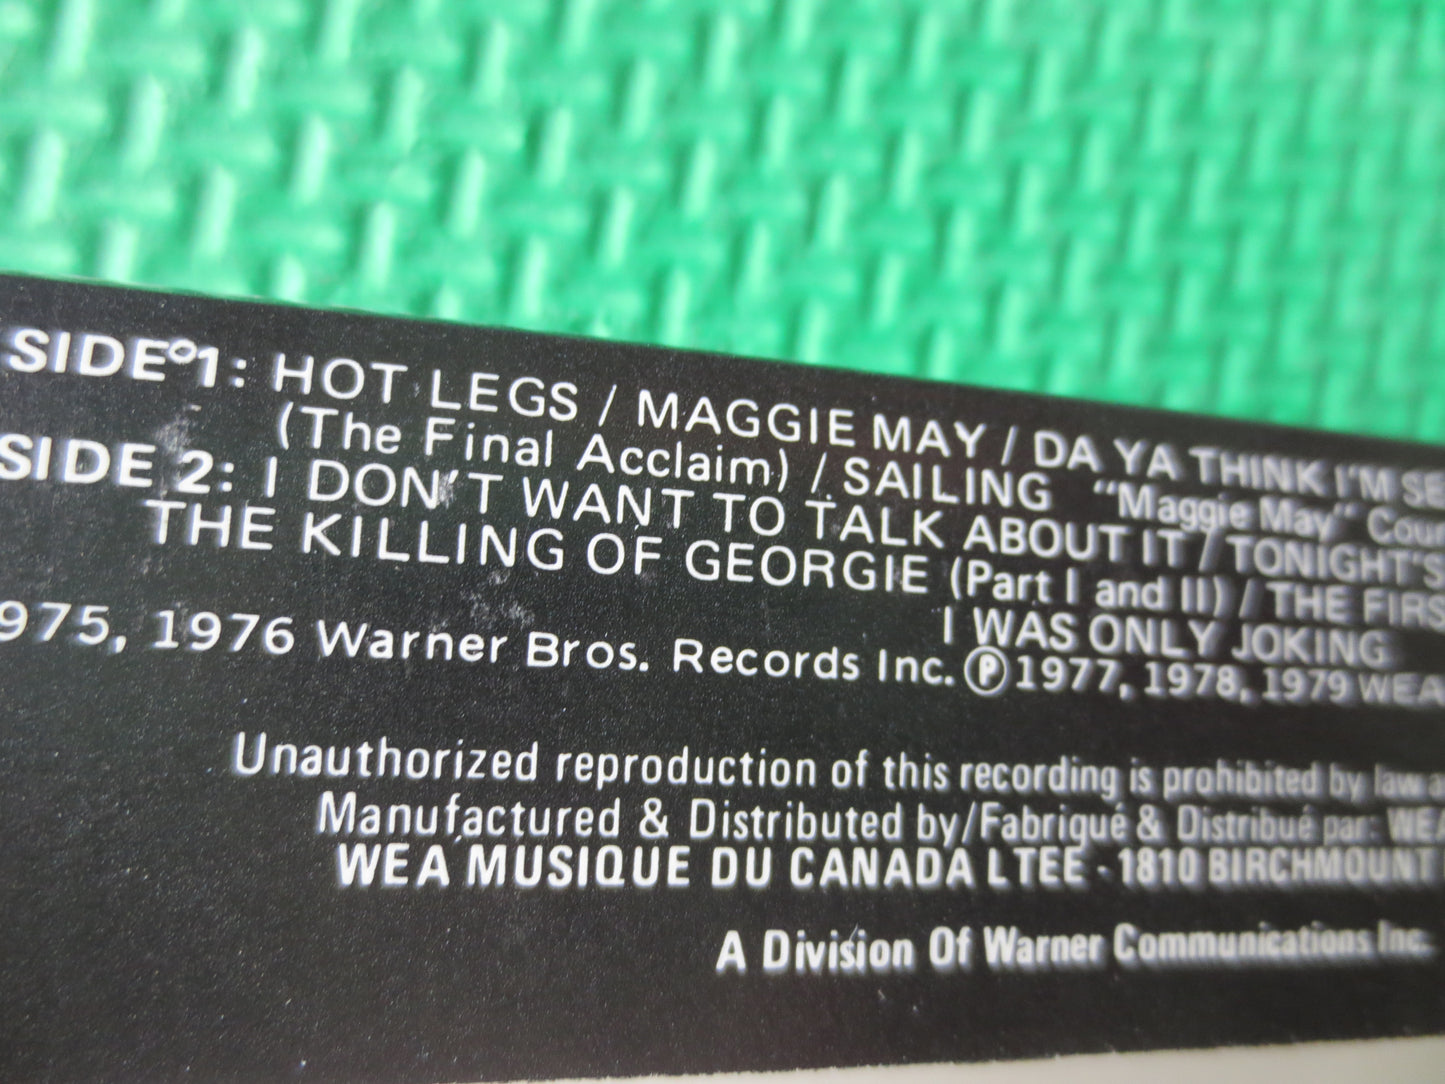 SIDE 1: HOT LEGS / MAGGIE MAY / DA YA THINK I'M SE
(The Final Acclaim) / SAILING "Maggie May" Cour
SIDE 2: I DON'T WANT TO TALK ABOUT IT / TONIGHT'S
THE KILLING OF GEORGIE (Part I and II) / THE FIRS
I WAS ONLY JOKING
975, 1976 Warner Bros. Records Inc. Ⓟ 1977, 1978, 1979 WEA
Unauthorized reproduction of this recording is prohibited by law a
Manufactured & Distributed by/Fabriqué & Distribué par: WEA
WEA MUSIQUE DU CANADA LTEE - 1810 BIRCHMOUNT
A Division Of Warner Communications Inc.